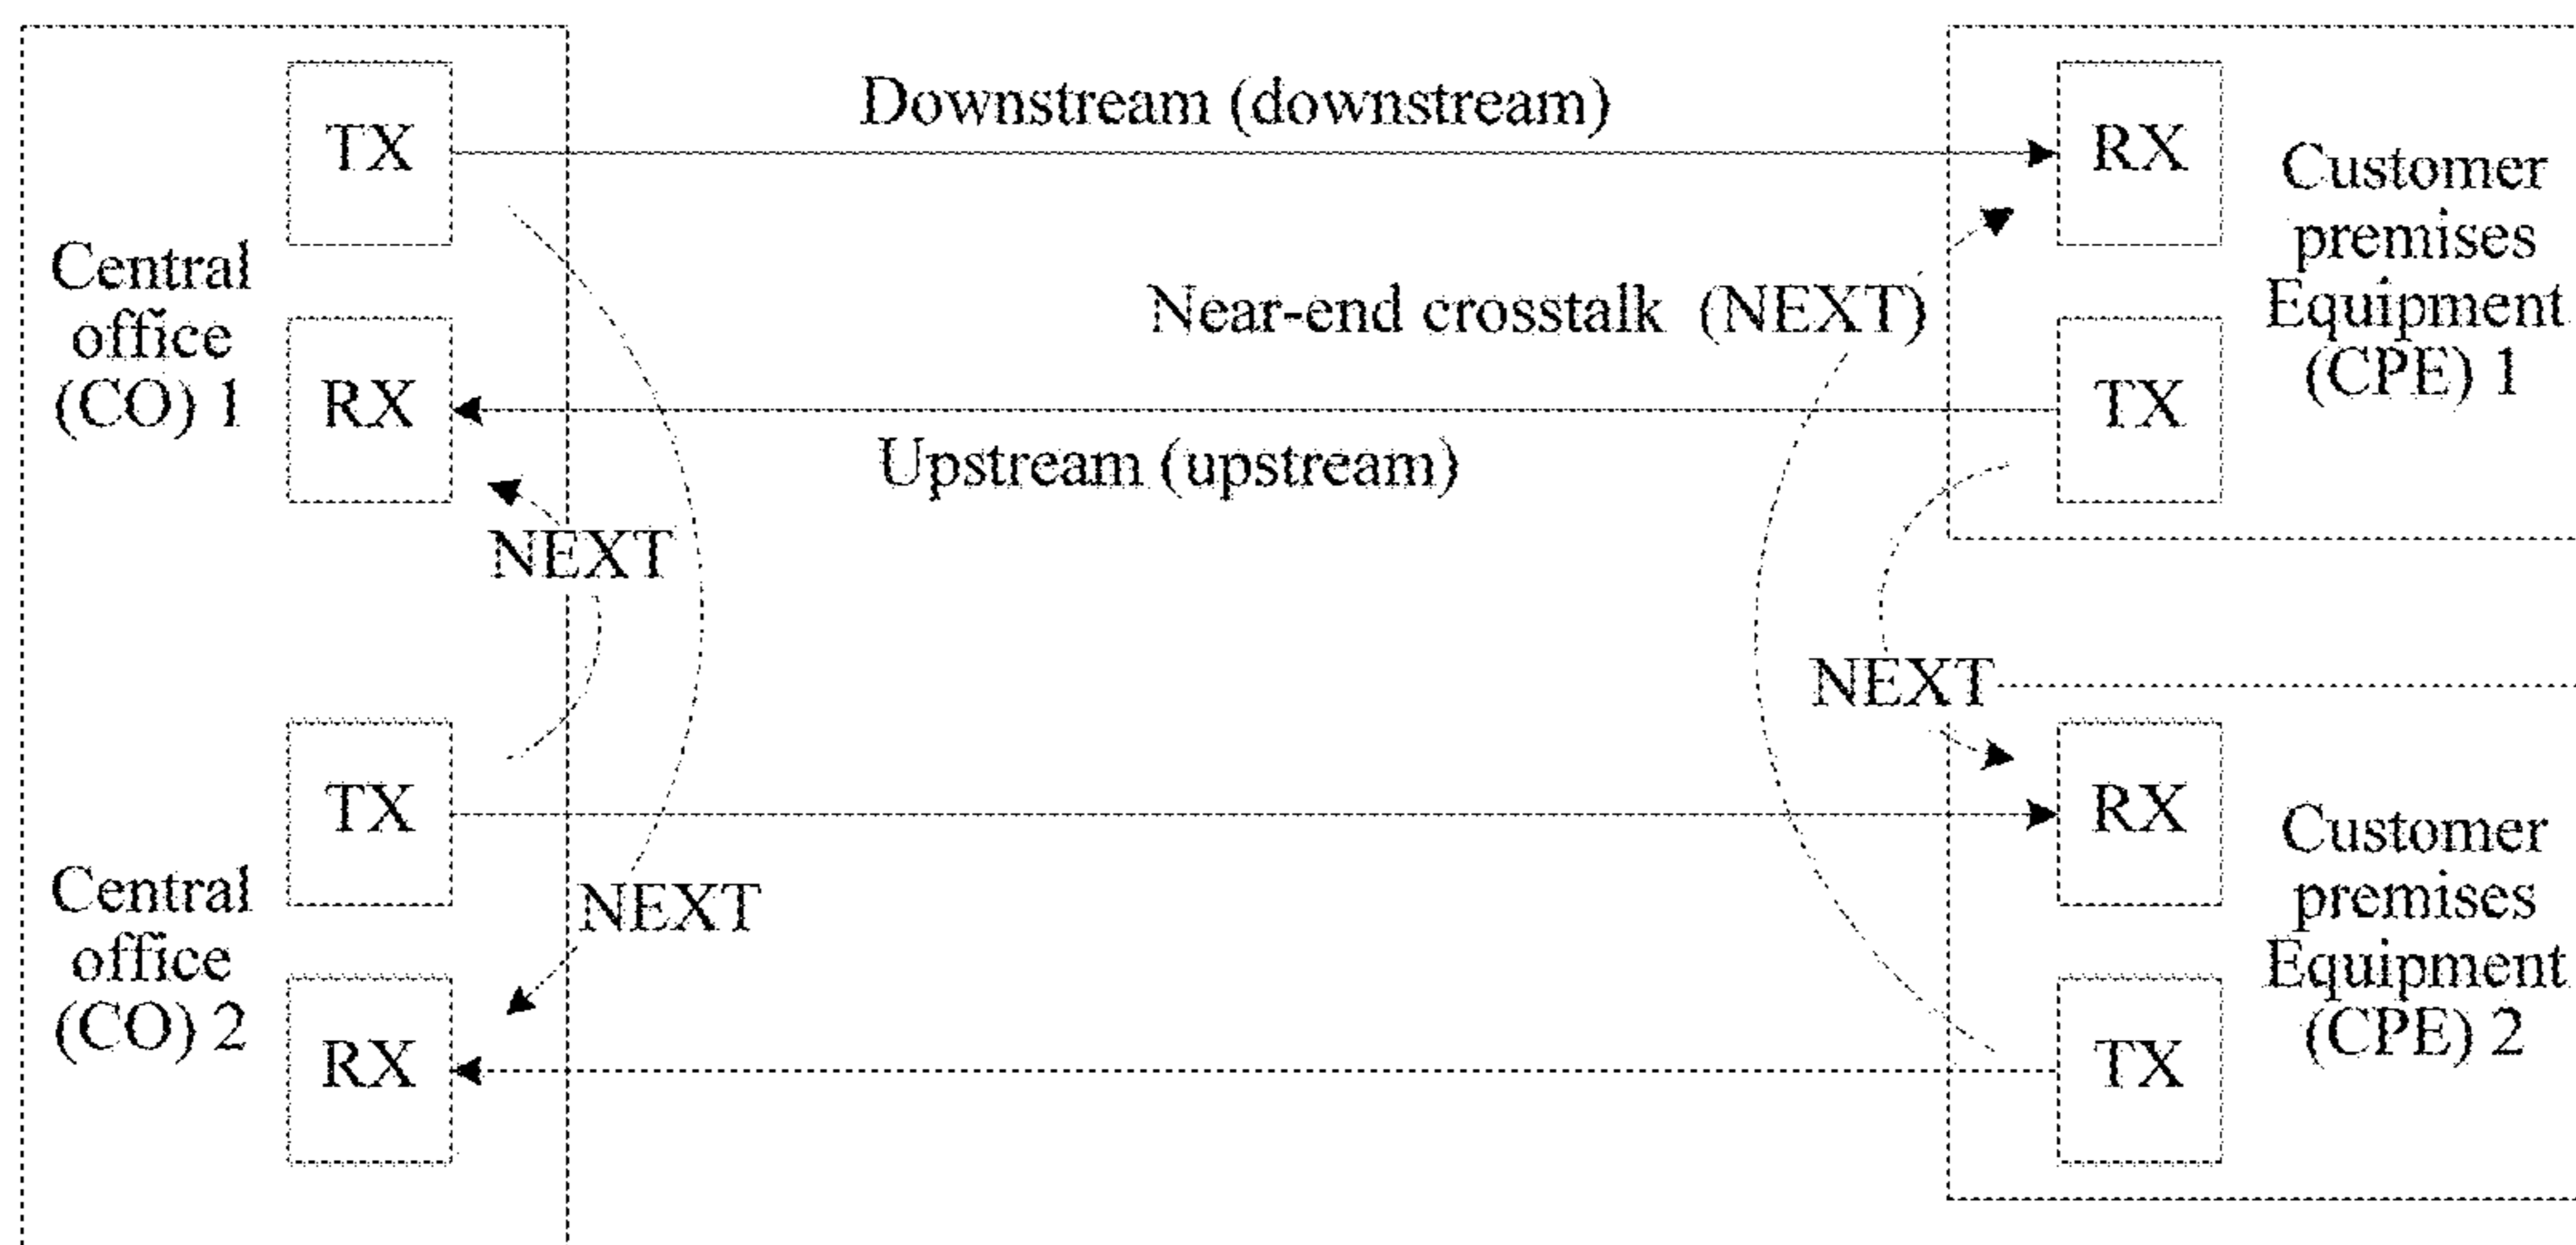 TX
Downstream (downstream)
RX
Customer
premises
Equipment
(CPE) 1
Central
office
(CO) 1
Near-end crosstalk (NEXT)
RX
TX
Upstream (upstream)
NEXT
NEXT
TX
RX
Customer
premises
Equipment
(CPE) 2
Central
office
(CO) 2
NEXT
RX
TX